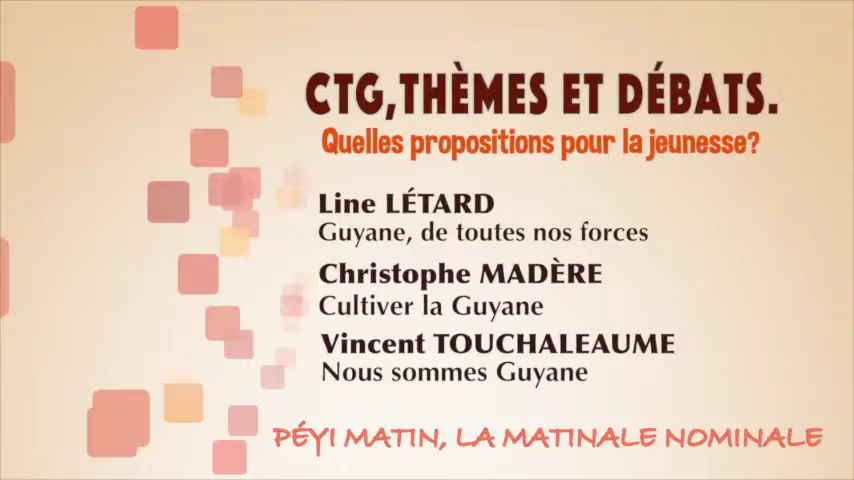 CTG,THÈMES ET DÉBATS.
Quelles propositions pour la jeunesse?
Line LÉTARD
Guyane, de toutes nos forces
Christophe MADÈRE
Cultiver la Guyane
Vincent TOUCHALEAUME
Nous sommes Guyane
PÉYI MATIN, LA MATINALE NOMINALE